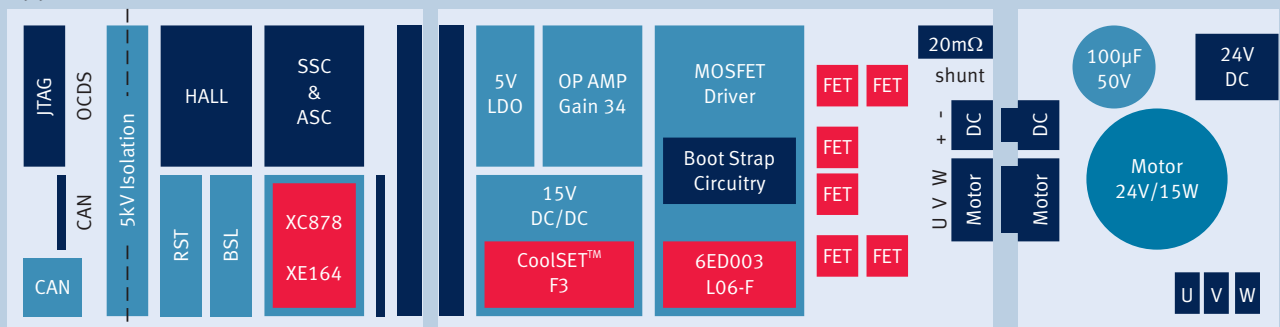 JTAG
OCDS
CAN
CAN
5kV Isolation
HALL
SSC
&
ASC
RST
BSL
XC878
XE164
5V
LDO
OP AMP
Gain 34
15V
DC/DC
CoolSET™
F3
MOSFET
Driver
Boot Strap
Circuitry
6ED003
L06-F
FET
FET
FET
FET
FET
FET
20mΩ
shunt
+ -
DC
U V W
Motor
DC
Motor
100µF
50V
24V
DC
Motor
24V/15W
U
V
W